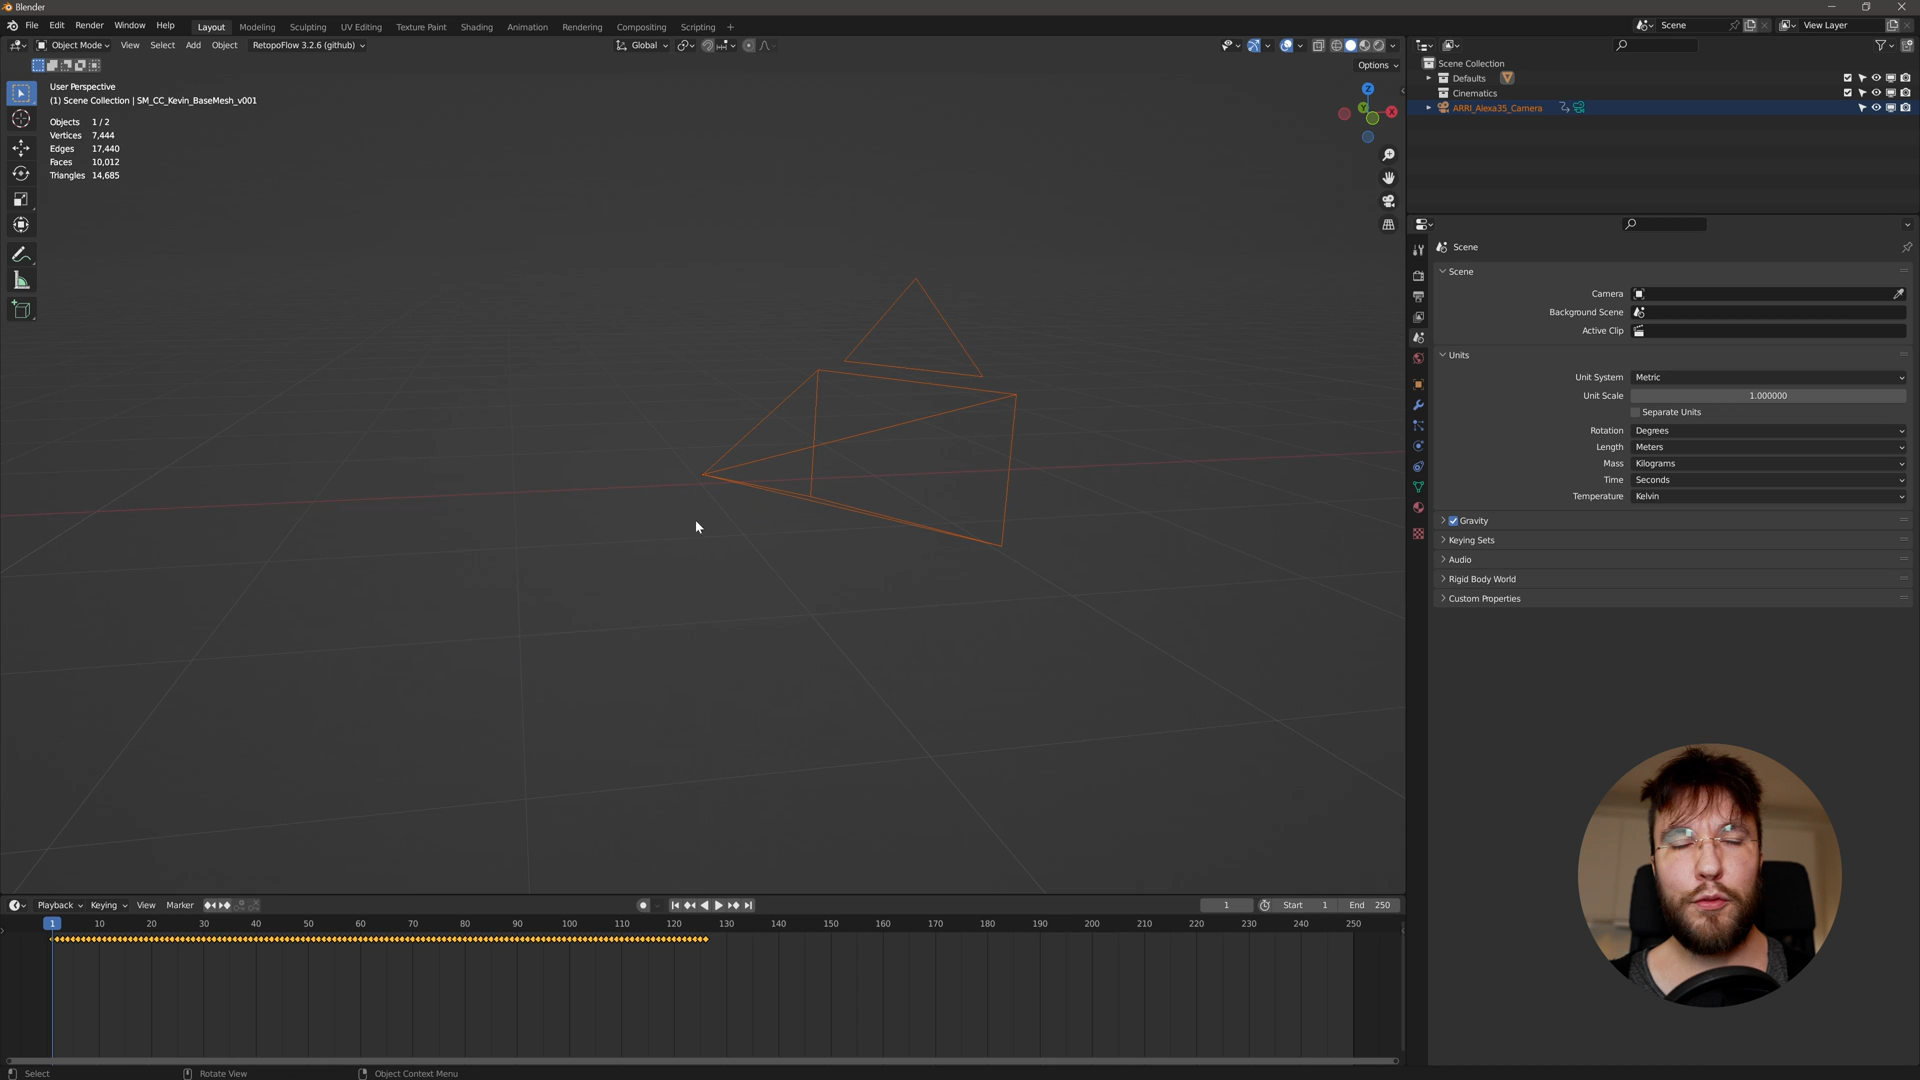 Blender
File Edit Render Window Help
Layout Modeling Sculpting UV Editing Texture Paint Shading Animation Rendering Compositing Scripting +
Scene
View Layer
Object Mode View Select Add Object RetopoFlow 3.2.6 (github)
Global
Options
User Perspective
(1) Scene Collection | SM_CC_Kevin_BaseMesh_v001
Objects 1 / 2
Vertices 7,444
Edges 17,440
Faces 10,012
Triangles 14,685
Z
Y
X
Scene Collection
Defaults
Cinematics
ARRI_Alexa35_Camera
Scene
Scene
Camera
Background Scene
Active Clip
Units
Unit System Metric
Unit Scale 1.000000
Separate Units
Rotation Degrees
Length Meters
Mass Kilograms
Time Seconds
Temperature Kelvin
Gravity
Keying Sets
Audio
Rigid Body World
Custom Properties
Playback Keying View Marker
1 Start 1 End 250
1 10 20 30 40 50 60 70 80 90 100 110 120 130 140 150 160 170 180 190 200 210 220 230 240 250
Select Rotate View Object Context Menu